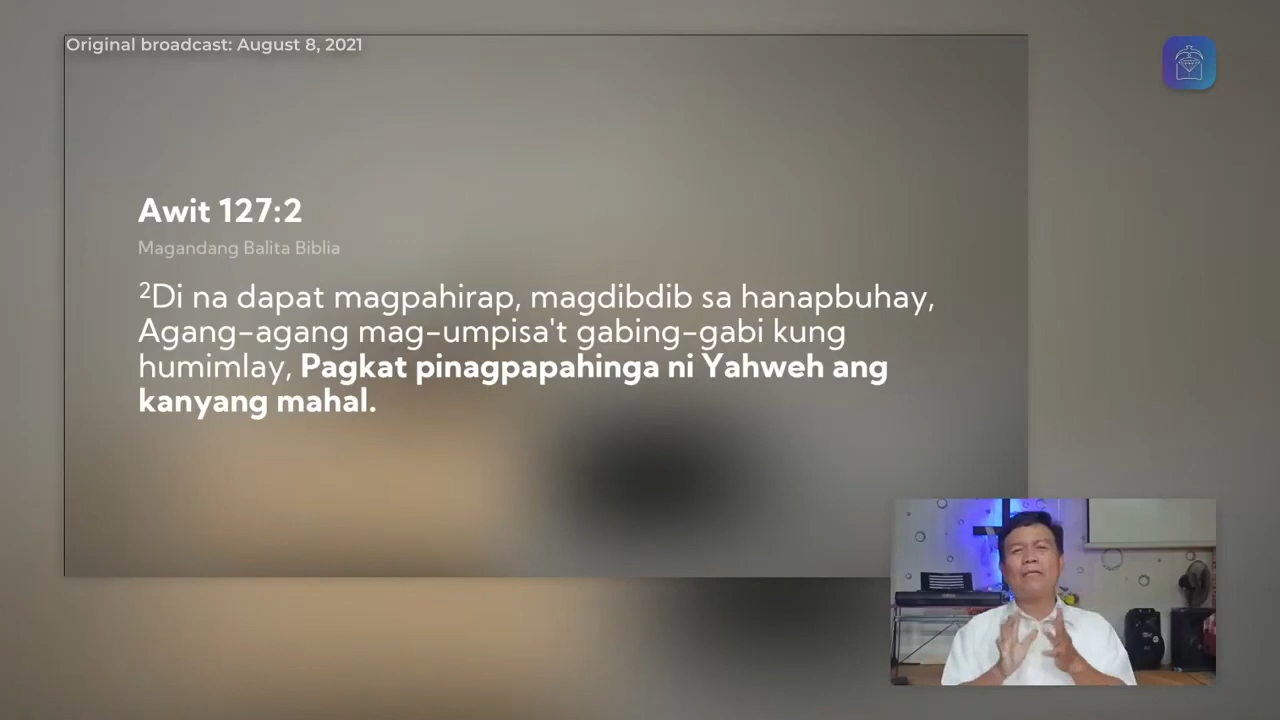 Original broadcast: August 8, 2021
Awit 127:2
Magandang Balita Biblia
²Di na dapat magpahirap, magdibdib sa hanapbuhay,
Agang-agang mag-umpisa't gabing-gabi kung
humimlay, Pagkat pinagpapahinga ni Yahweh ang
kanyang mahal.